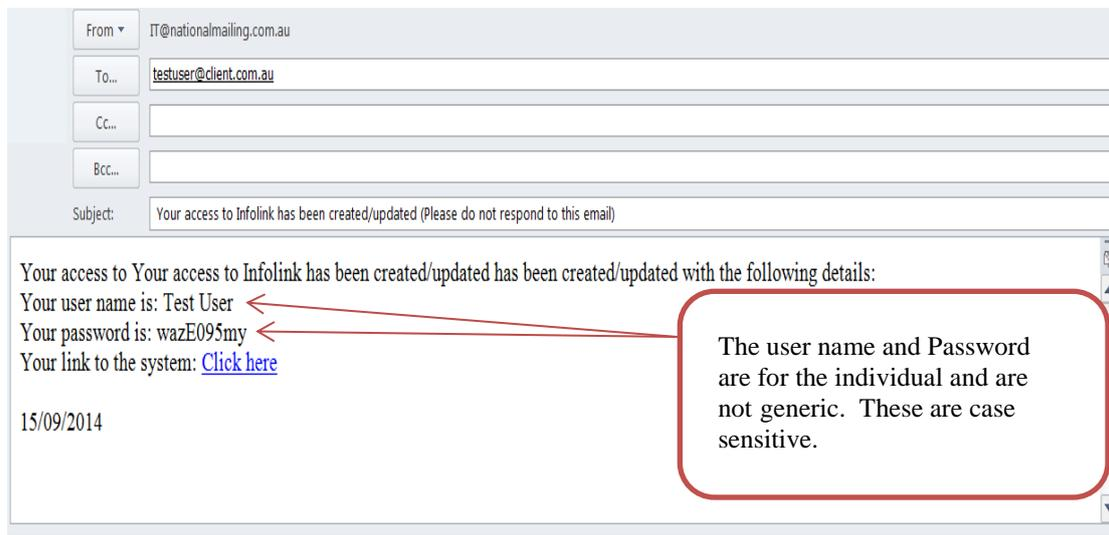 From
IT@nationalmailing.com.au
To...
testuser@client.com.au
Cc...
Bcc...
Subject:
Your access to Infolink has been created/updated (Please do not respond to this email)
Your access to Your access to Infolink has been created/updated has been created/updated with the following details:
Your user name is: Test User
Your password is: wazE095my
Your link to the system: Click here
15/09/2014
The user name and Password
are for the individual and are
not generic. These are case
sensitive.